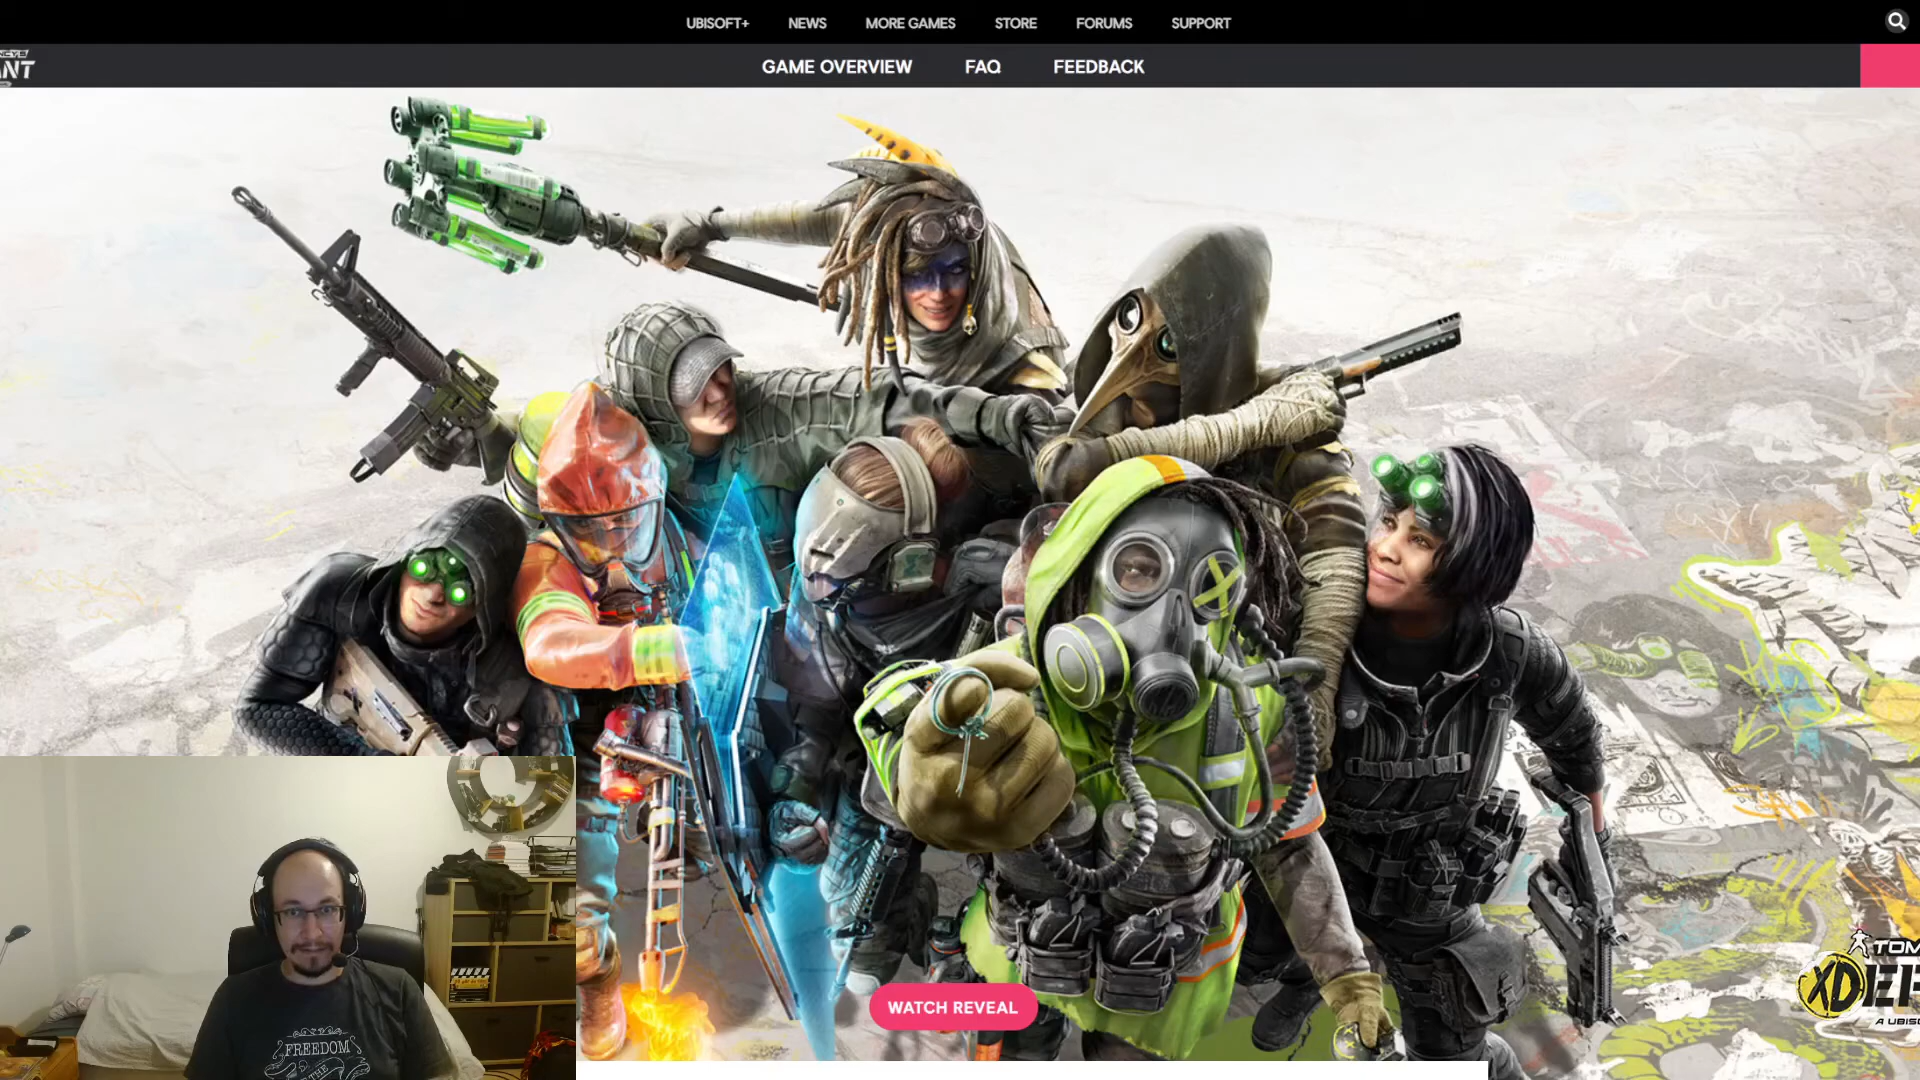 UBISOFT+ NEWS MORE GAMES STORE FORUMS SUPPORT
GAME OVERVIEW FAQ FEEDBACK
WATCH REVEAL
FREEDOM